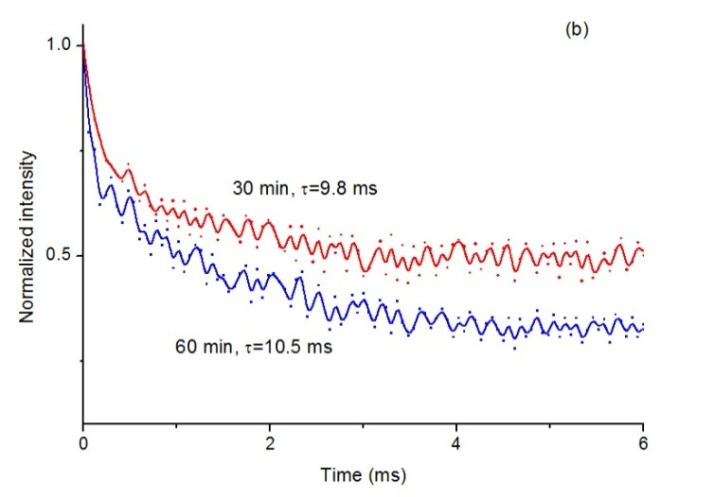 (b)
1.0
30 min, τ=9.8 ms
0.5
60 min, τ=10.5 ms
Normalized intensity
0
2
4
6
Time (ms)